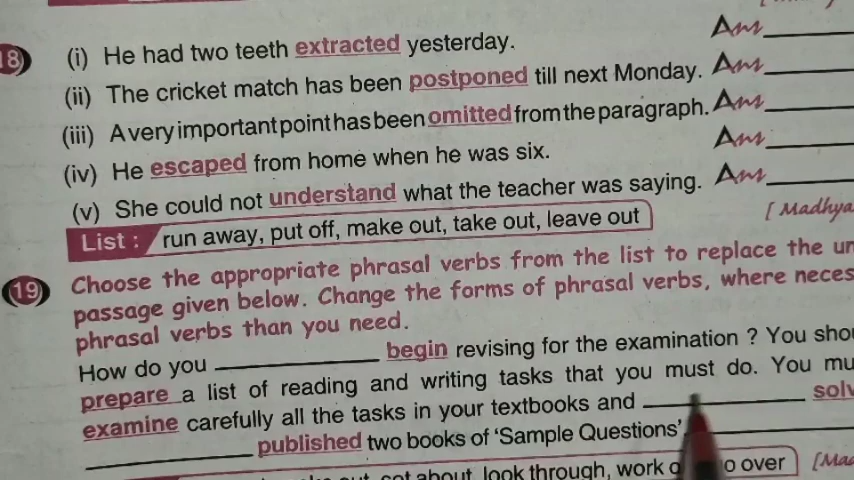 18 (i) He had two teeth extracted yesterday. Ans
(ii) The cricket match has been postponed till next Monday. Ans
(iii) A very important point has been omitted from the paragraph. Ans
(iv) He escaped from home when he was six. Ans
(v) She could not understand what the teacher was saying. Ans
List : run away, put off, make out, take out, leave out [ Madhya
19 Choose the appropriate phrasal verbs from the list to replace the
passage given below. Change the forms of phrasal verbs, where
phrasal verbs than you need.
How do you begin revising for the examination ? You
prepare a list of reading and writing tasks that you must do. You
examine carefully all the tasks in your textbooks and
published two books of ‘Sample Questions’
about, look through, work over